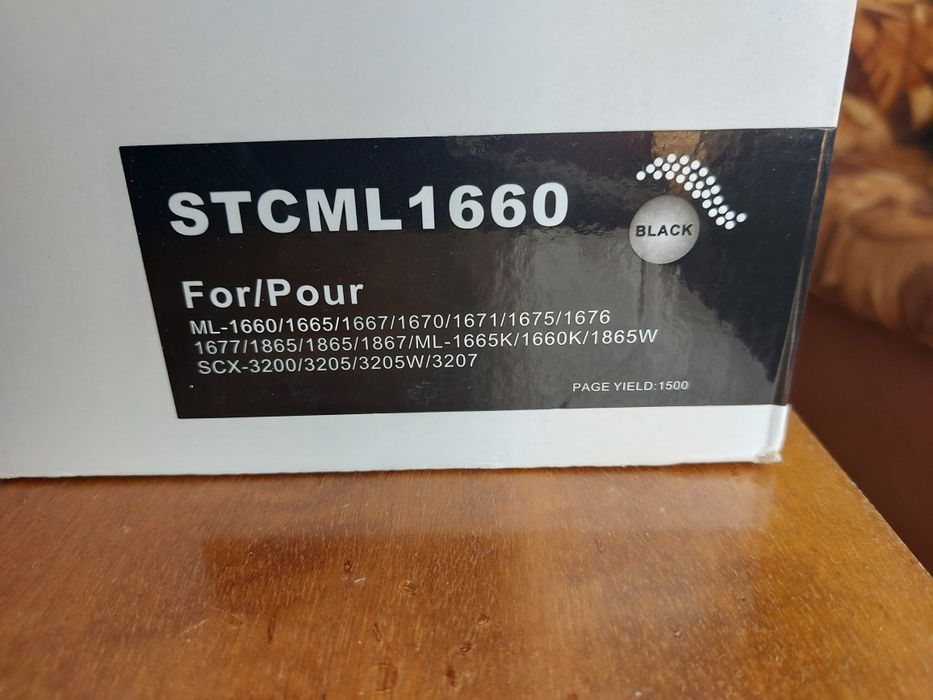 STCML1660
BLACK
For/Pour
ML-1660/1665/1667/1670/1671/1675/1676
1677/1865/1865/1867/ML-1665K/1660K/1865W
SCX-3200/3205/3205W/3207
PAGE YIELD:1500